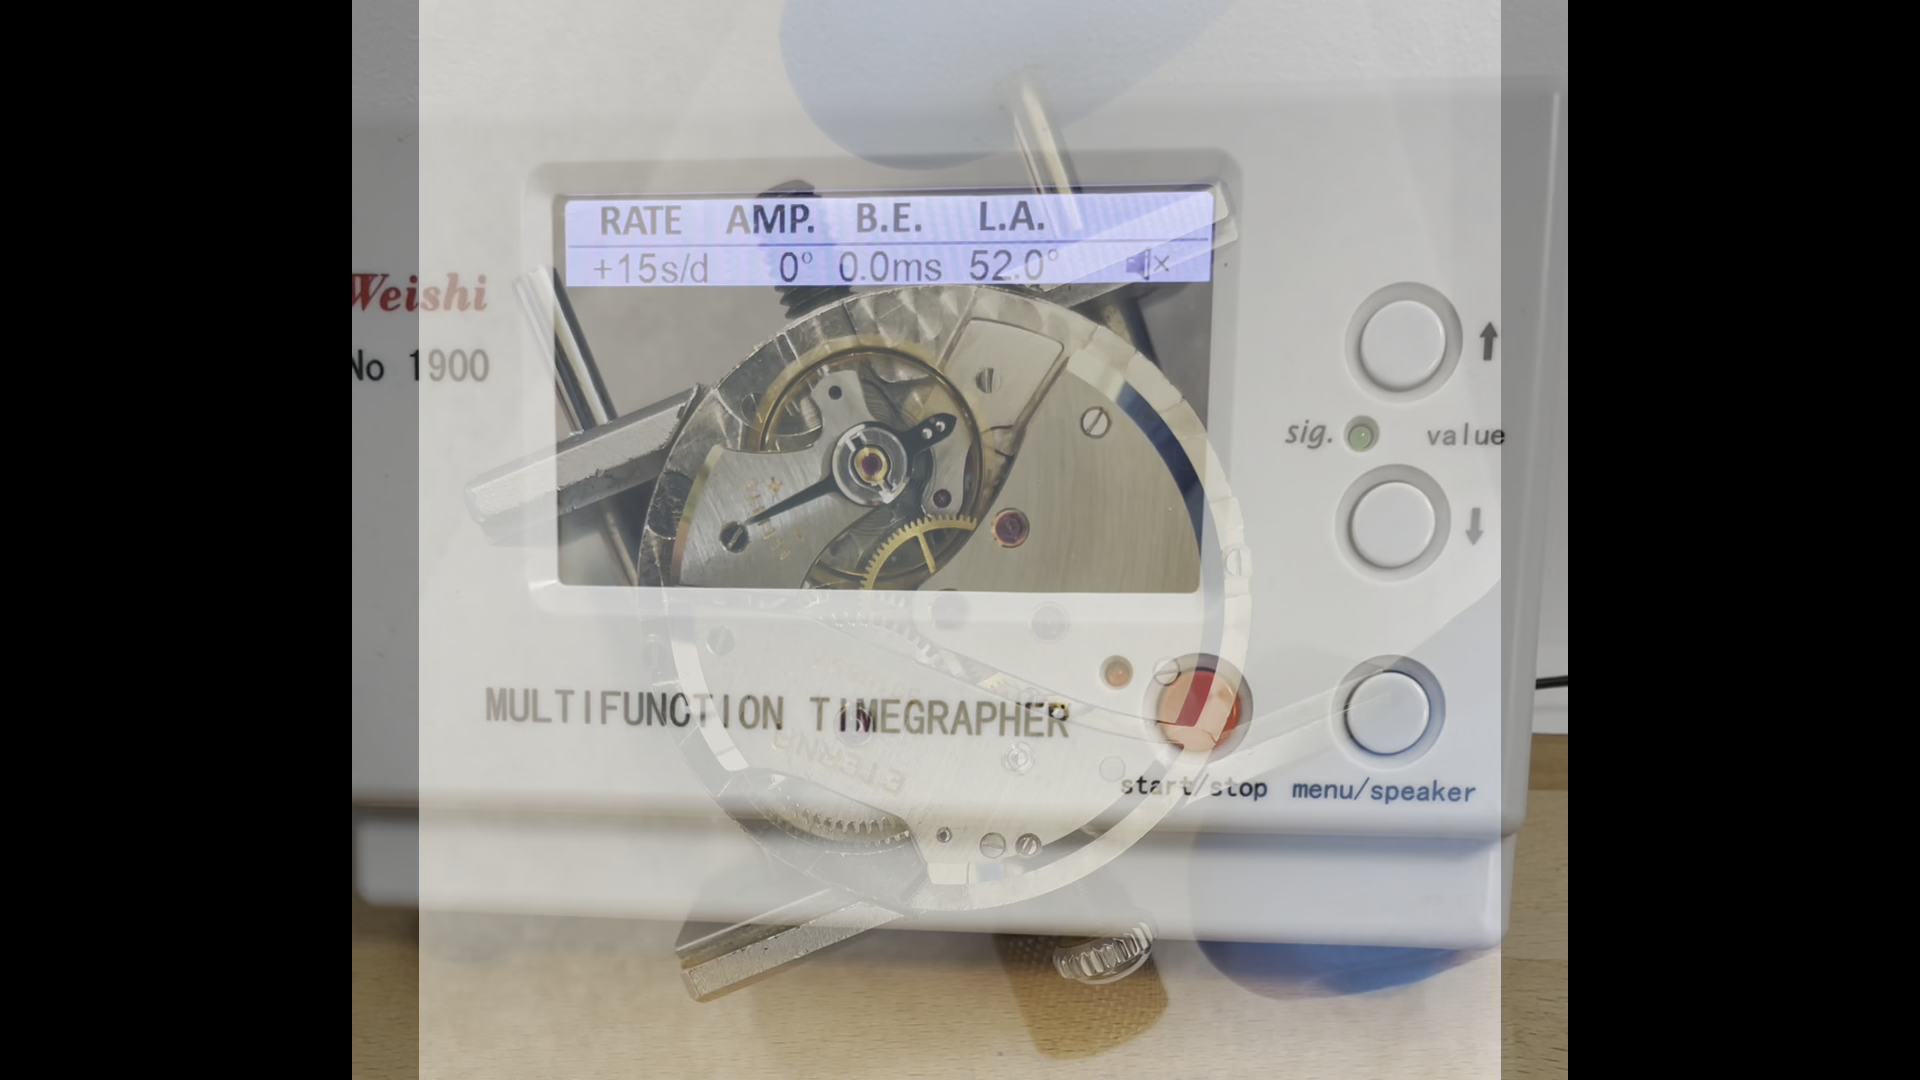 RATE AMP. B.E. L.A.
+15s/d 0° 0.0ms 52.0°
Weishi
No 1900
sig. value
MULTIFUNCTION TIMEGRAPHER
start/stop menu/speaker
ETERNA